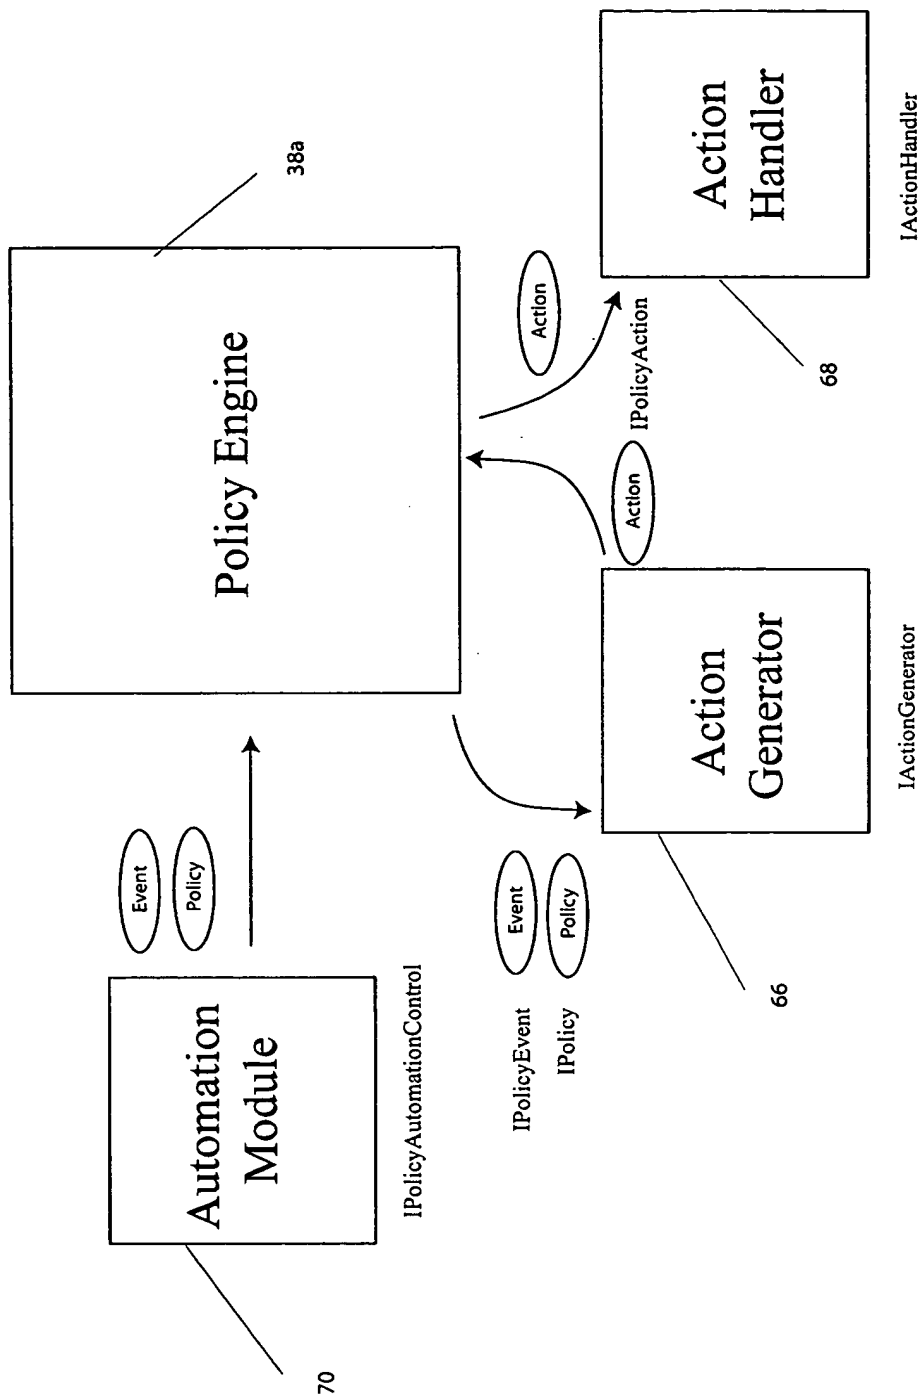 Policy Engine
38a
Automation
Module
70
IPolicyAutomationControl
Event
Policy
IPolicyEvent
IPolicy
Event
Policy
Action
Generator
66
IActionGenerator
Action
Action
IPolicyAction
Action
Handler
68
IActionHandler